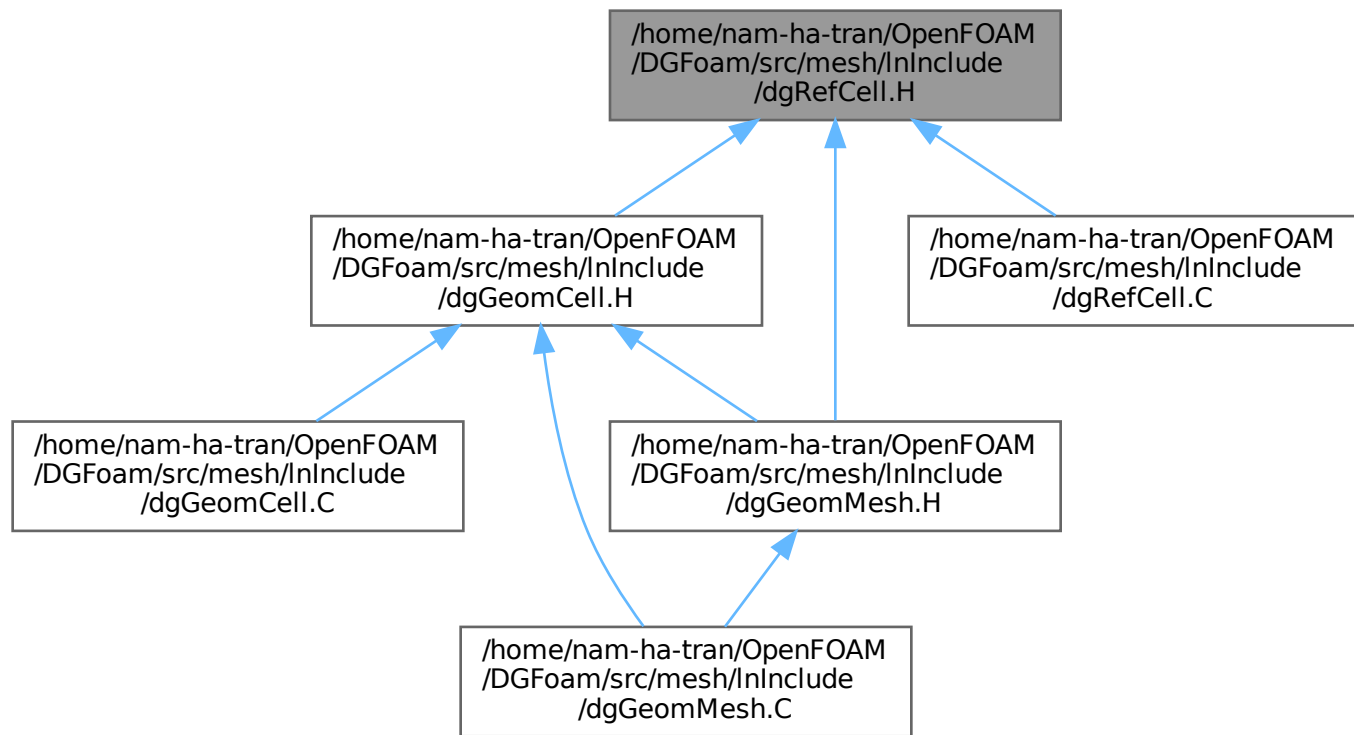 /home/nam-ha-tran/OpenFOAM
/DGFoam/src/mesh/lnInclude
/dgRefCell.H
/home/nam-ha-tran/OpenFOAM
/DGFoam/src/mesh/lnInclude
/dgGeomCell.H
/home/nam-ha-tran/OpenFOAM
/DGFoam/src/mesh/lnInclude
/dgRefCell.C
/home/nam-ha-tran/OpenFOAM
/DGFoam/src/mesh/lnInclude
/dgGeomCell.C
/home/nam-ha-tran/OpenFOAM
/DGFoam/src/mesh/lnInclude
/dgGeomMesh.H
/home/nam-ha-tran/OpenFOAM
/DGFoam/src/mesh/lnInclude
/dgGeomMesh.C